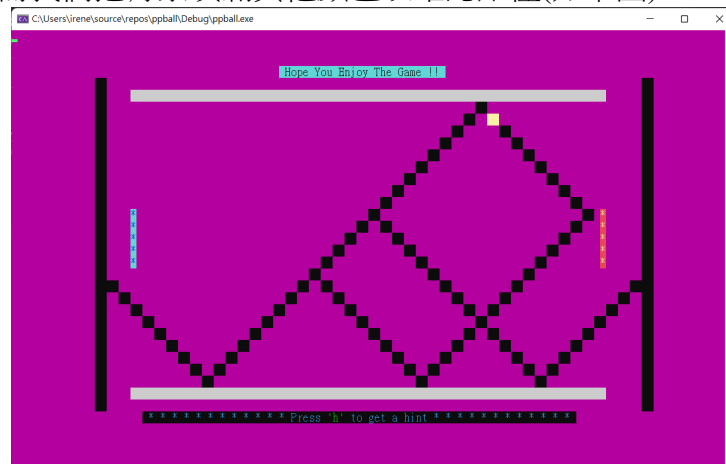 C:\Users\irene\source\repos\ppball\Debug\ppball.exe
Hope You Enjoy The Game !!
* *
* *
* *
* *
* *
* * * * * * * * * * * * Press 'h' to get a hint * * * * * * * * * * * *